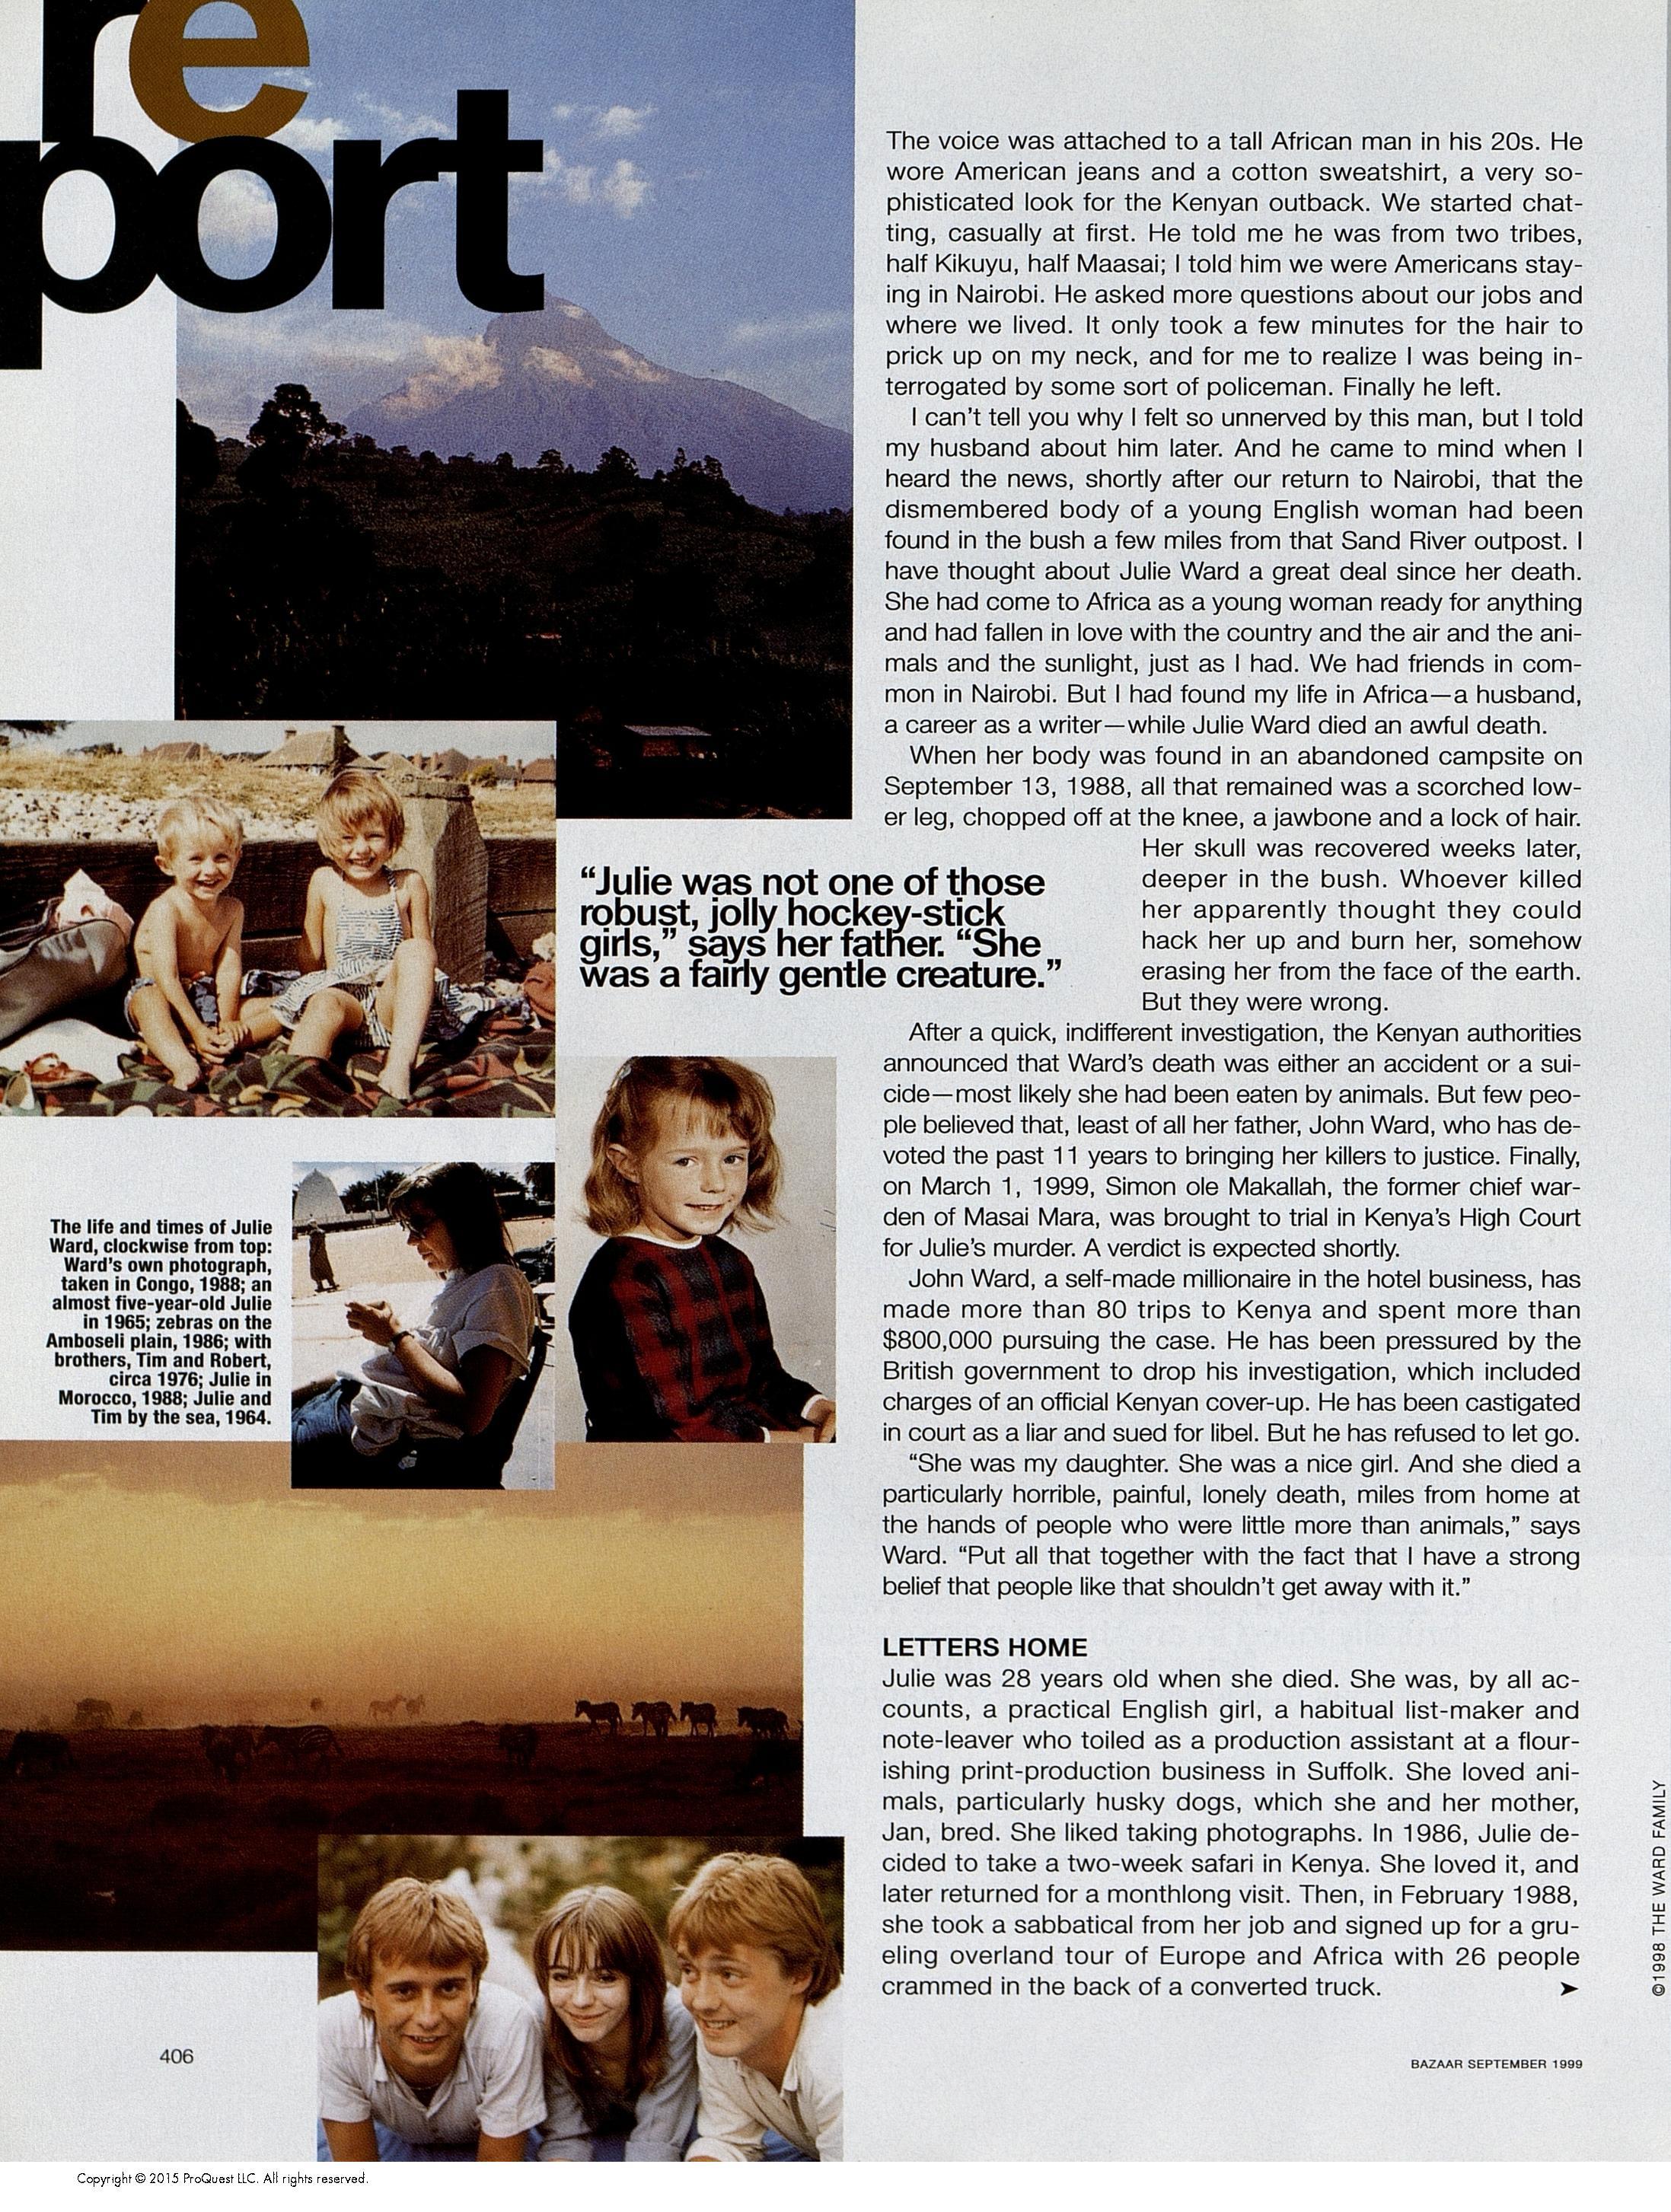 re
port
The voice was attached to a tall African man in his 20s. He
wore American jeans and a cotton sweatshirt, a very so-
phisticated look for the Kenyan outback. We started chat-
ting, casually at first. He told me he was from two tribes,
half Kikuyu, half Maasai; I told him we were Americans stay-
ing in Nairobi. He asked more questions about our jobs and
where we lived. It only took a few minutes for the hair to
prick up on my neck, and for me to realize I was being in-
terrogated by some sort of policeman. Finally he left.
I can't tell you why I felt so unnerved by this man, but I told
my husband about him later. And he came to mind when I
heard the news, shortly after our return to Nairobi, that the
dismembered body of a young English woman had been
found in the bush a few miles from that Sand River outpost. I
have thought about Julie Ward a great deal since her death.
She had come to Africa as a young woman ready for anything
and had fallen in love with the country and the air and the ani-
mals and the sunlight, just as I had. We had friends in com-
mon in Nairobi. But I had found my life in Africa—a husband,
a career as a writer—while Julie Ward died an awful death.
When her body was found in an abandoned campsite on
September 13, 1988, all that remained was a scorched low-
er leg, chopped off at the knee, a jawbone and a lock of hair.
Her skull was recovered weeks later,
deeper in the bush. Whoever killed
her apparently thought they could
hack her up and burn her, somehow
erasing her from the face of the earth.
But they were wrong.
After a quick, indifferent investigation, the Kenyan authorities
announced that Ward's death was either an accident or a sui-
cide—most likely she had been eaten by animals. But few peo-
ple believed that, least of all her father, John Ward, who has de-
voted the past 11 years to bringing her killers to justice. Finally,
on March 1, 1999, Simon ole Makallah, the former chief war-
den of Masai Mara, was brought to trial in Kenya's High Court
for Julie's murder. A verdict is expected shortly.
John Ward, a self-made millionaire in the hotel business, has
made more than 80 trips to Kenya and spent more than
$800,000 pursuing the case. He has been pressured by the
British government to drop his investigation, which included
charges of an official Kenyan cover-up. He has been castigated
in court as a liar and sued for libel. But he has refused to let go.
"She was my daughter. She was a nice girl. And she died a
particularly horrible, painful, lonely death, miles from home at
the hands of people who were little more than animals," says
Ward. "Put all that together with the fact that I have a strong
belief that people like that shouldn't get away with it."
LETTERS HOME
Julie was 28 years old when she died. She was, by all ac-
counts, a practical English girl, a habitual list-maker and
note-leaver who toiled as a production assistant at a flour-
ishing print-production business in Suffolk. She loved ani-
mals, particularly husky dogs, which she and her mother,
Jan, bred. She liked taking photographs. In 1986, Julie de-
cided to take a two-week safari in Kenya. She loved it, and
later returned for a monthlong visit. Then, in February 1988,
she took a sabbatical from her job and signed up for a gru-
eling overland tour of Europe and Africa with 26 people
crammed in the back of a converted truck. ➤
"Julie was not one of those
robust, jolly hockey-stick
girls," says her father. "She
was a fairly gentle creature."
The life and times of Julie
Ward, clockwise from top:
Ward's own photograph,
taken in Congo, 1988; an
almost five-year-old Julie
in 1965; zebras on the
Amboseli plain, 1986; with
brothers, Tim and Robert,
circa 1976; Julie in
Morocco, 1988; Julie and
Tim by the sea, 1964.
©1998 THE WARD FAMILY
406
BAZAAR SEPTEMBER 1999
Copyright © 2015 ProQuest LLC. All rights reserved.